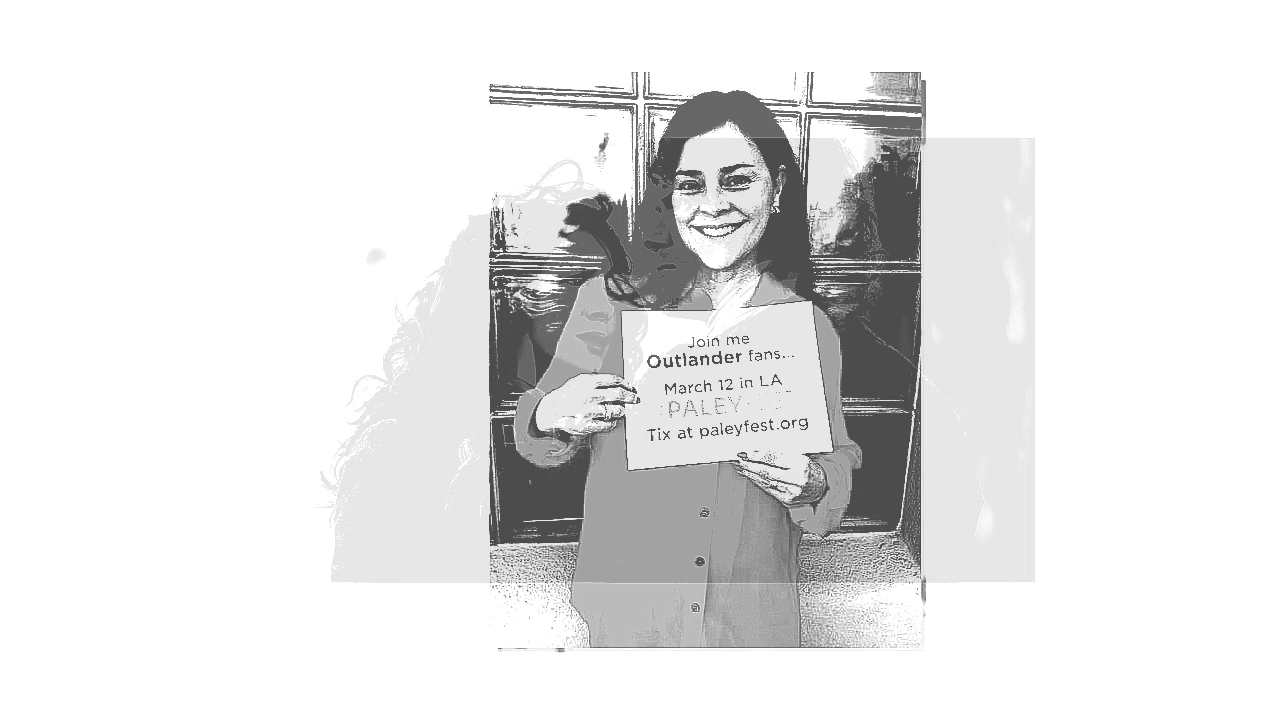 Join me
Outlander fans...
March 12 in LA
PALEY
Tix at paleyfest.org